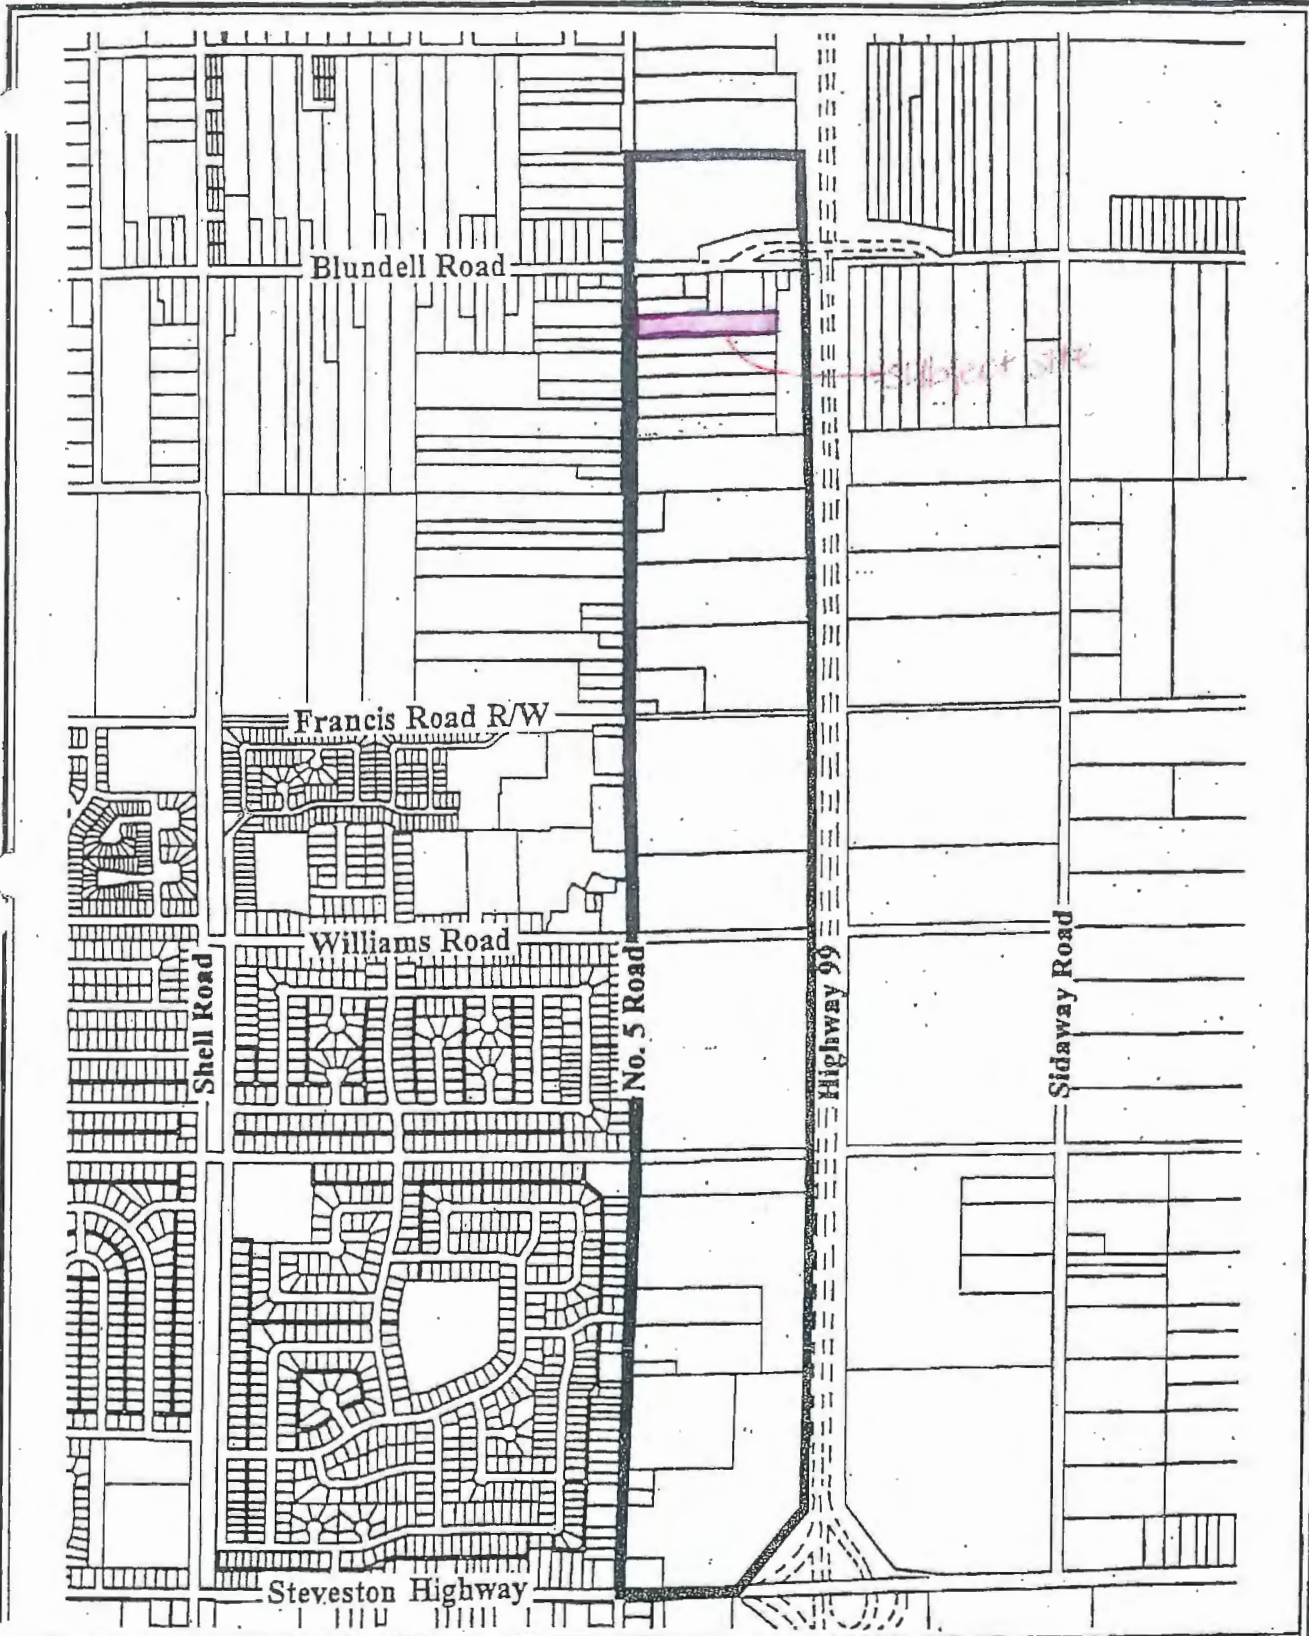 Blundell Road
subject site
Francis Road R/W
Williams Road
Shell Road
No. 5 Road
Highway 99
Sidaway Road
Steveston Highway